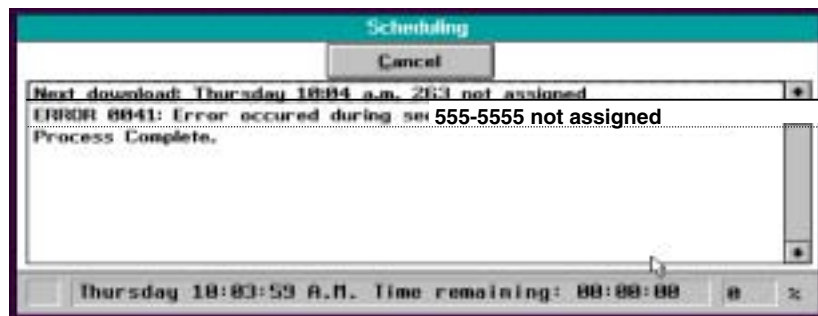 Scheduling
Cancel
Next download: Thursday 10:04 a.m. 263 not assigned
ERROR 0041: Error occured during
555-5555 not assigned
Process Complete.
Thursday 10:03:59 A.M. Time remaining: 00:00:00 0 %